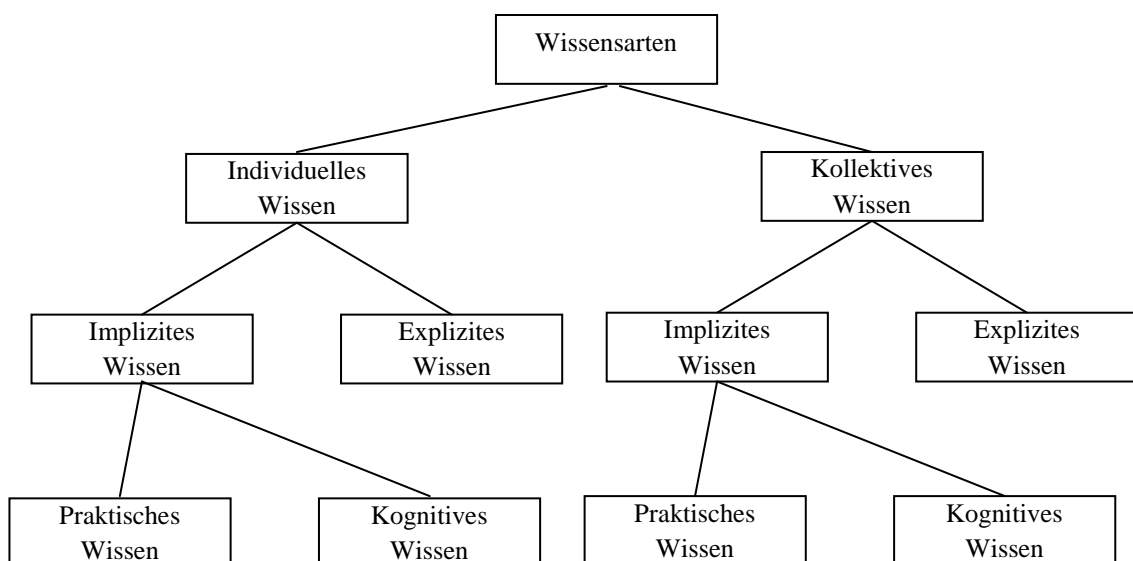 Wissensarten
Individuelles
Wissen
Kollektives
Wissen
Implizites
Wissen
Explizites
Wissen
Implizites
Wissen
Explizites
Wissen
Praktisches
Wissen
Kognitives
Wissen
Praktisches
Wissen
Kognitives
Wissen